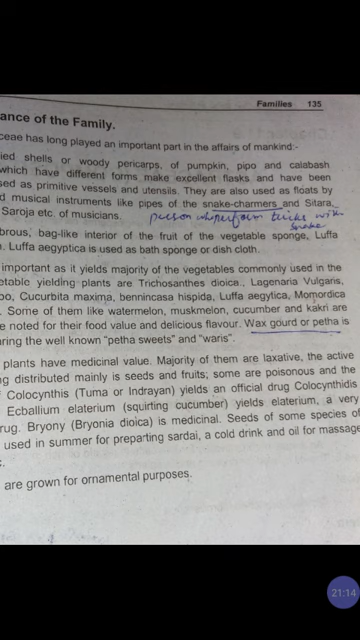 Families 135
ance of the Family.
ceae has long played an important part in the affairs of mankind:-
ied shells or woody pericarps, of pumpkin, pipo and calabash
which have different forms make excellent flasks and have been
sed as primitive vessels and utensils. They are also used as floats by
d musical instruments like pipes of the snake-charmers and Sitara,
Saroja etc. of musicians. person who perform tricks with
snake
brous, bag-like interior of the fruit of the vegetable sponge, Luffa
. Luffa aegyptica is used as bath sponge or dish cloth.
important as it yields majority of the vegetables commonly used in the
etable yielding plants are Trichosanthes dioica., Lagenaria Vulgaris,
po, Cucurbita maxima, bennincasa hispida, Luffa aegytica, Momordica
. Some of them like watermelon, muskmelon, cucumber and kakri are
e noted for their food value and delicious flavour. Wax gourd or petha is
uring the well known "petha sweets" and "waris".
plants have medicinal value. Majority of them are laxative, the active
ng distributed mainly is seeds and fruits; some are poisonous and the
Colocynthis (Tuma or Indrayan) yields an official drug Colocynthidis
Ecballium elaterium (squirting cucumber) yields elaterium, a very
rug. Bryony (Bryonia dioica) is medicinal. Seeds of some species of
used in summer for preparting sardai, a cold drink and oil for massage
are grown for ornamental purposes.
21:14